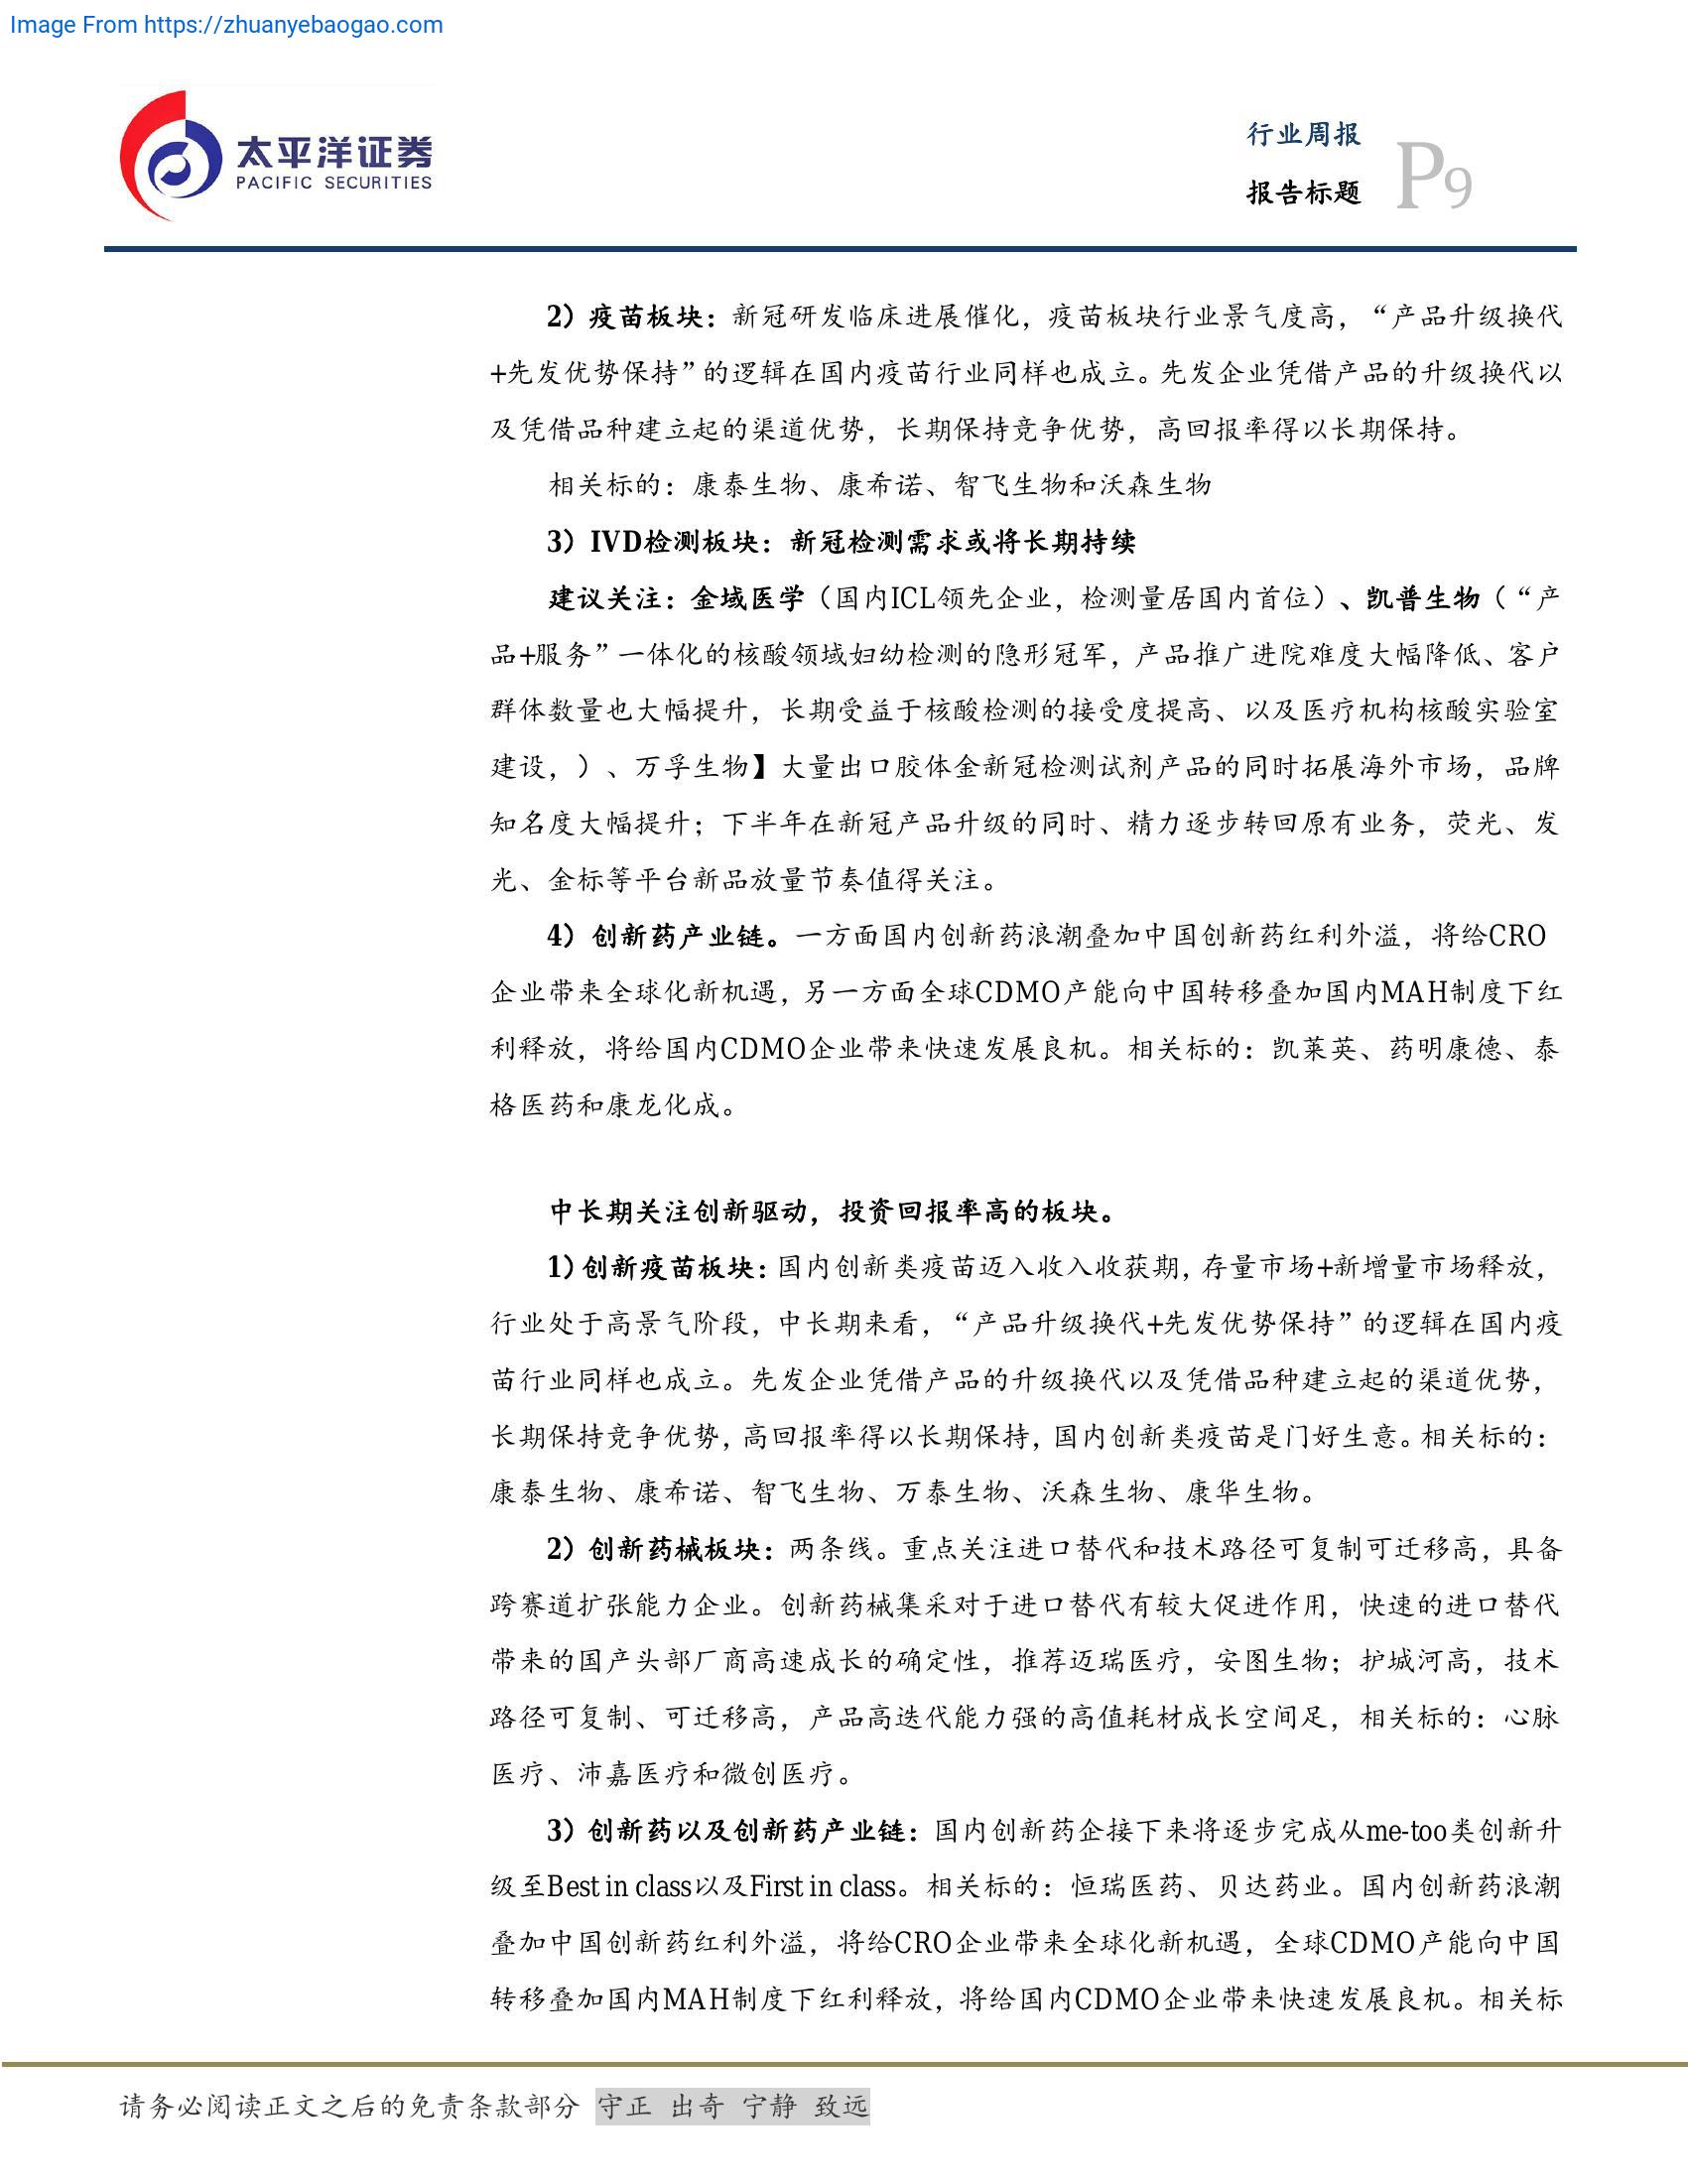 Image From https://zhuanyebaogao.com
太平洋证券
PACIFIC SECURITIES
行业周报
报告标题
P9
2）疫苗板块：新冠研发临床进展催化，疫苗板块行业景气度高，“产品升级换代
+先发优势保持”的逻辑在国内疫苗行业同样也成立。先发企业凭借产品的升级换代以
及凭借品种建立起的渠道优势，长期保持竞争优势，高回报率得以长期保持。
相关标的：康泰生物、康希诺、智飞生物和沃森生物
3）IVD检测板块：新冠检测需求或将长期持续
建议关注：金域医学（国内ICL领先企业，检测量居国内首位）、凯普生物（“产
品+服务”一体化的核酸领域妇幼检测的隐形冠军，产品推广进院难度大幅降低、客户
群体数量也大幅提升，长期受益于核酸检测的接受度提高、以及医疗机构核酸实验室
建设，）、万孚生物】大量出口胶体金新冠检测试剂产品的同时拓展海外市场，品牌
知名度大幅提升；下半年在新冠产品升级的同时、精力逐步转回原有业务，荧光、发
光、金标等平台新品放量节奏值得关注。
4）创新药产业链。一方面国内创新药浪潮叠加中国创新药红利外溢，将给CRO
企业带来全球化新机遇，另一方面全球CDMO产能向中国转移叠加国内MAH制度下红
利释放，将给国内CDMO企业带来快速发展良机。相关标的：凯莱英、药明康德、泰
格医药和康龙化成。
中长期关注创新驱动，投资回报率高的板块。
1）创新疫苗板块：国内创新类疫苗迈入收入收获期，存量市场+新增量市场释放，
行业处于高景气阶段，中长期来看，“产品升级换代+先发优势保持”的逻辑在国内疫
苗行业同样也成立。先发企业凭借产品的升级换代以及凭借品种建立起的渠道优势，
长期保持竞争优势，高回报率得以长期保持，国内创新类疫苗是门好生意。相关标的：
康泰生物、康希诺、智飞生物、万泰生物、沃森生物、康华生物。
2）创新药械板块：两条线。重点关注进口替代和技术路径可复制可迁移高，具备
跨赛道扩张能力企业。创新药械集采对于进口替代有较大促进作用，快速的进口替代
带来的国产头部厂商高速成长的确定性，推荐迈瑞医疗，安图生物；护城河高，技术
路径可复制、可迁移高，产品高迭代能力强的高值耗材成长空间足，相关标的：心脉
医疗、沛嘉医疗和微创医疗。
3）创新药以及创新药产业链：国内创新药企接下来将逐步完成从me-too类创新升
级至Best in class以及First in class。相关标的：恒瑞医药、贝达药业。国内创新药浪潮
叠加中国创新药红利外溢，将给CRO企业带来全球化新机遇，全球CDMO产能向中国
转移叠加国内MAH制度下红利释放，将给国内CDMO企业带来快速发展良机。相关标
请务必阅读正文之后的免责条款部分 守正 出奇 宁静 致远